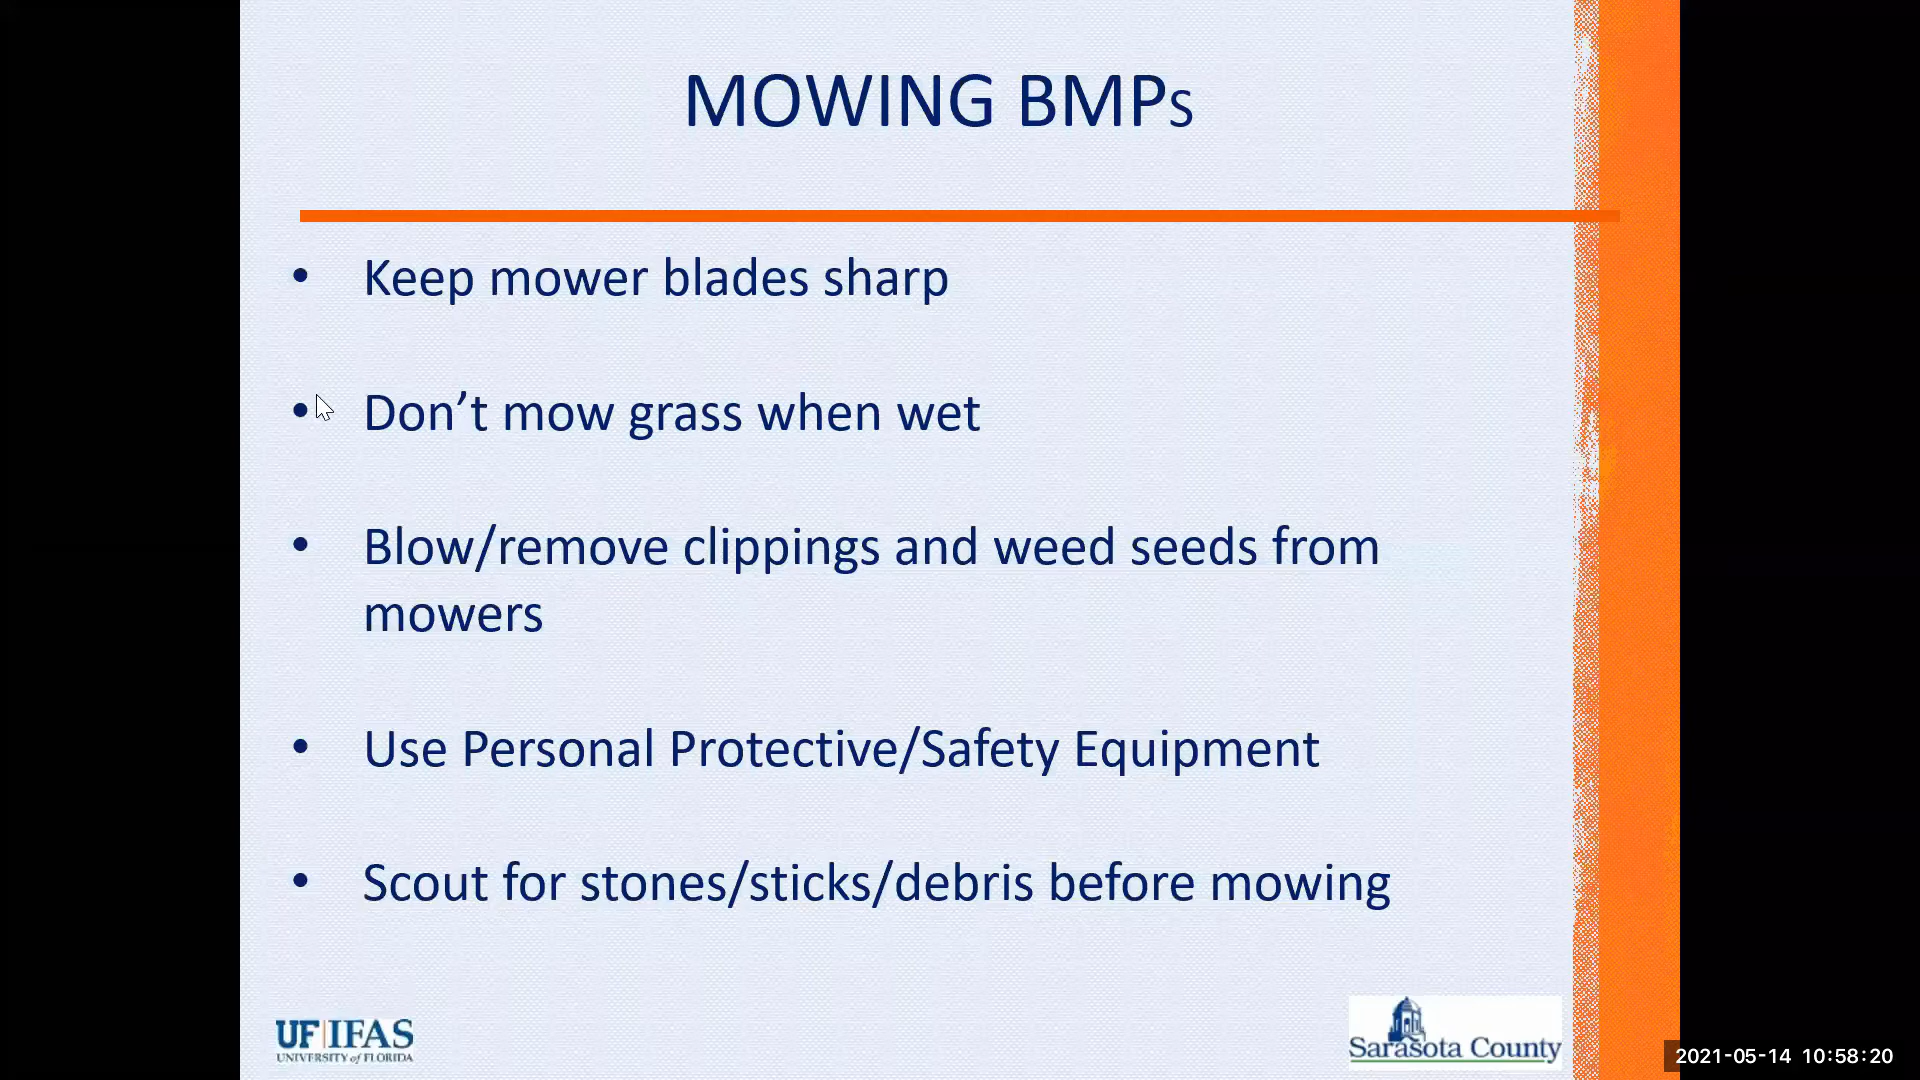 MOWING BMPs
• Keep mower blades sharp
• Don’t mow grass when wet
• Blow/remove clippings and weed seeds from
mowers
• Use Personal Protective/Safety Equipment
• Scout for stones/sticks/debris before mowing
UF|IFAS
UNIVERSITY of FLORIDA
Sarasota County
2021-05-14 10:58:20